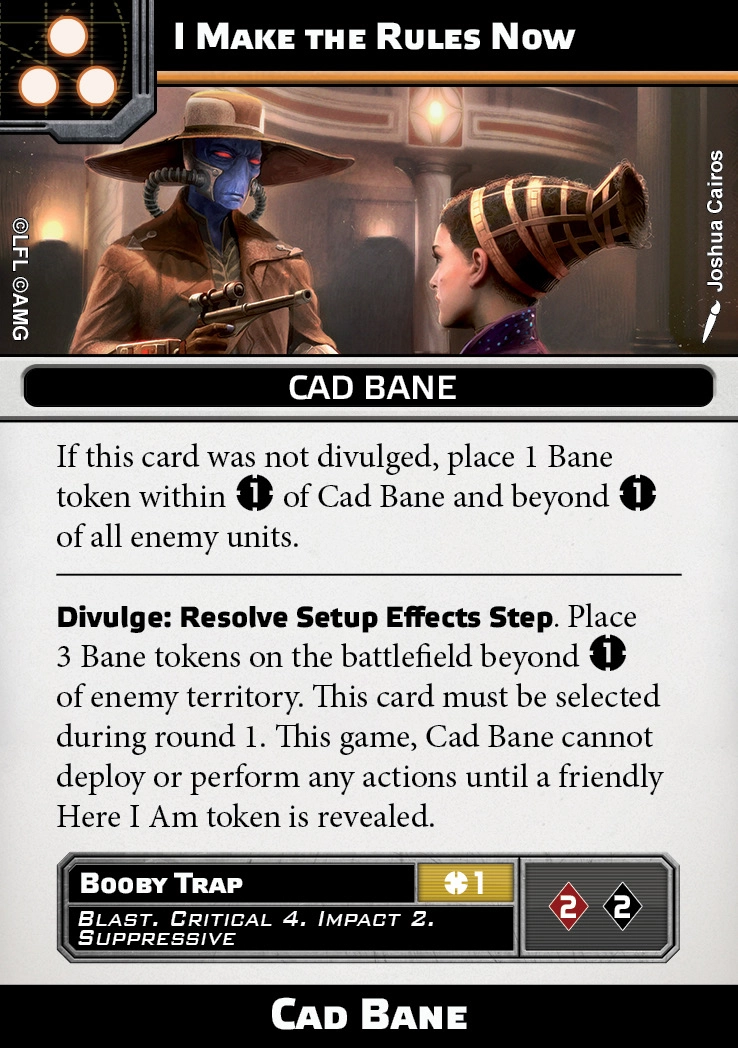 I Make the Rules Now
©LFL ©AMG
Joshua Cairos
CAD BANE
If this card was not divulged, place 1 Bane
token within 1 of Cad Bane and beyond 1
of all enemy units.
Divulge: Resolve Setup Effects Step. Place
3 Bane tokens on the battlefield beyond 1
of enemy territory. This card must be selected
during round 1. This game, Cad Bane cannot
deploy or perform any actions until a friendly
Here I Am token is revealed.
Booby Trap
1
Blast. Critical 4. Impact 2.
Suppressive
2 2
Cad Bane